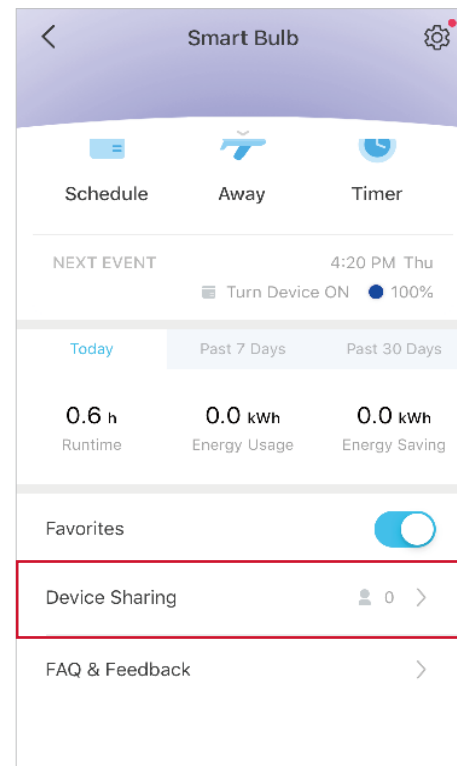 Smart Bulb
Schedule Away Timer
NEXT EVENT 4:20 PM Thu
Turn Device ON 100%
Today Past 7 Days Past 30 Days
0.6 h 0.0 kWh 0.0 kWh
Runtime Energy Usage Energy Saving
Favorites
Device Sharing 0
FAQ & Feedback